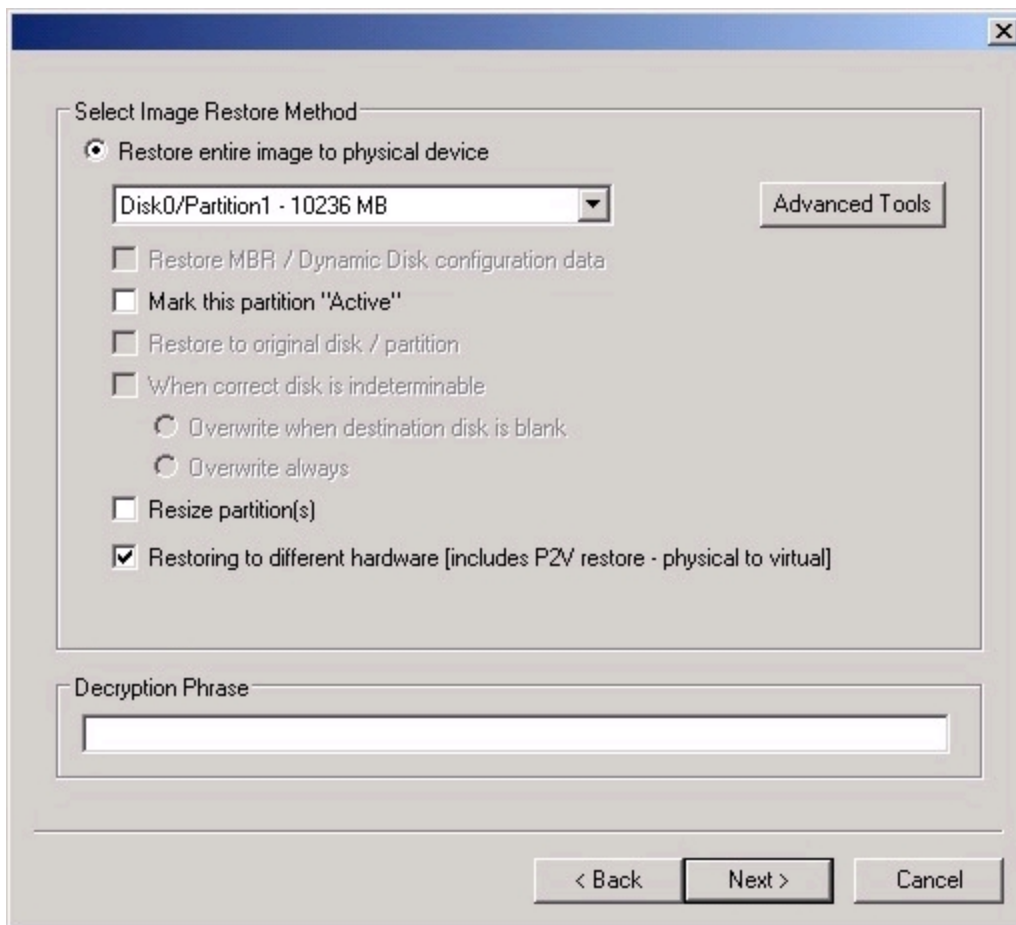 Select Image Restore Method
Restore entire image to physical device
Disk0/Partition1 - 10236 MB
Advanced Tools
Restore MBR / Dynamic Disk configuration data
Mark this partition "Active"
Restore to original disk / partition
When correct disk is indeterminable
Overwrite when destination disk is blank
Overwrite always
Resize partition(s)
Restoring to different hardware [includes P2V restore - physical to virtual]
Decryption Phrase
< Back
Next >
Cancel